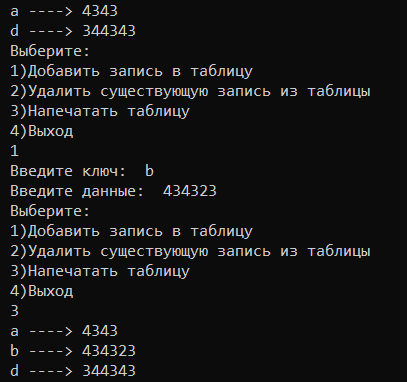 a ----> 4343
d ----> 344343
Выберите:
1)Добавить запись в таблицу
2)Удалить существующую запись из таблицы
3)Напечатать таблицу
4)Выход
1
Введите ключ:  b
Введите данные:  434323
Выберите:
1)Добавить запись в таблицу
2)Удалить существующую запись из таблицы
3)Напечатать таблицу
4)Выход
3
a ----> 4343
b ----> 434323
d ----> 344343